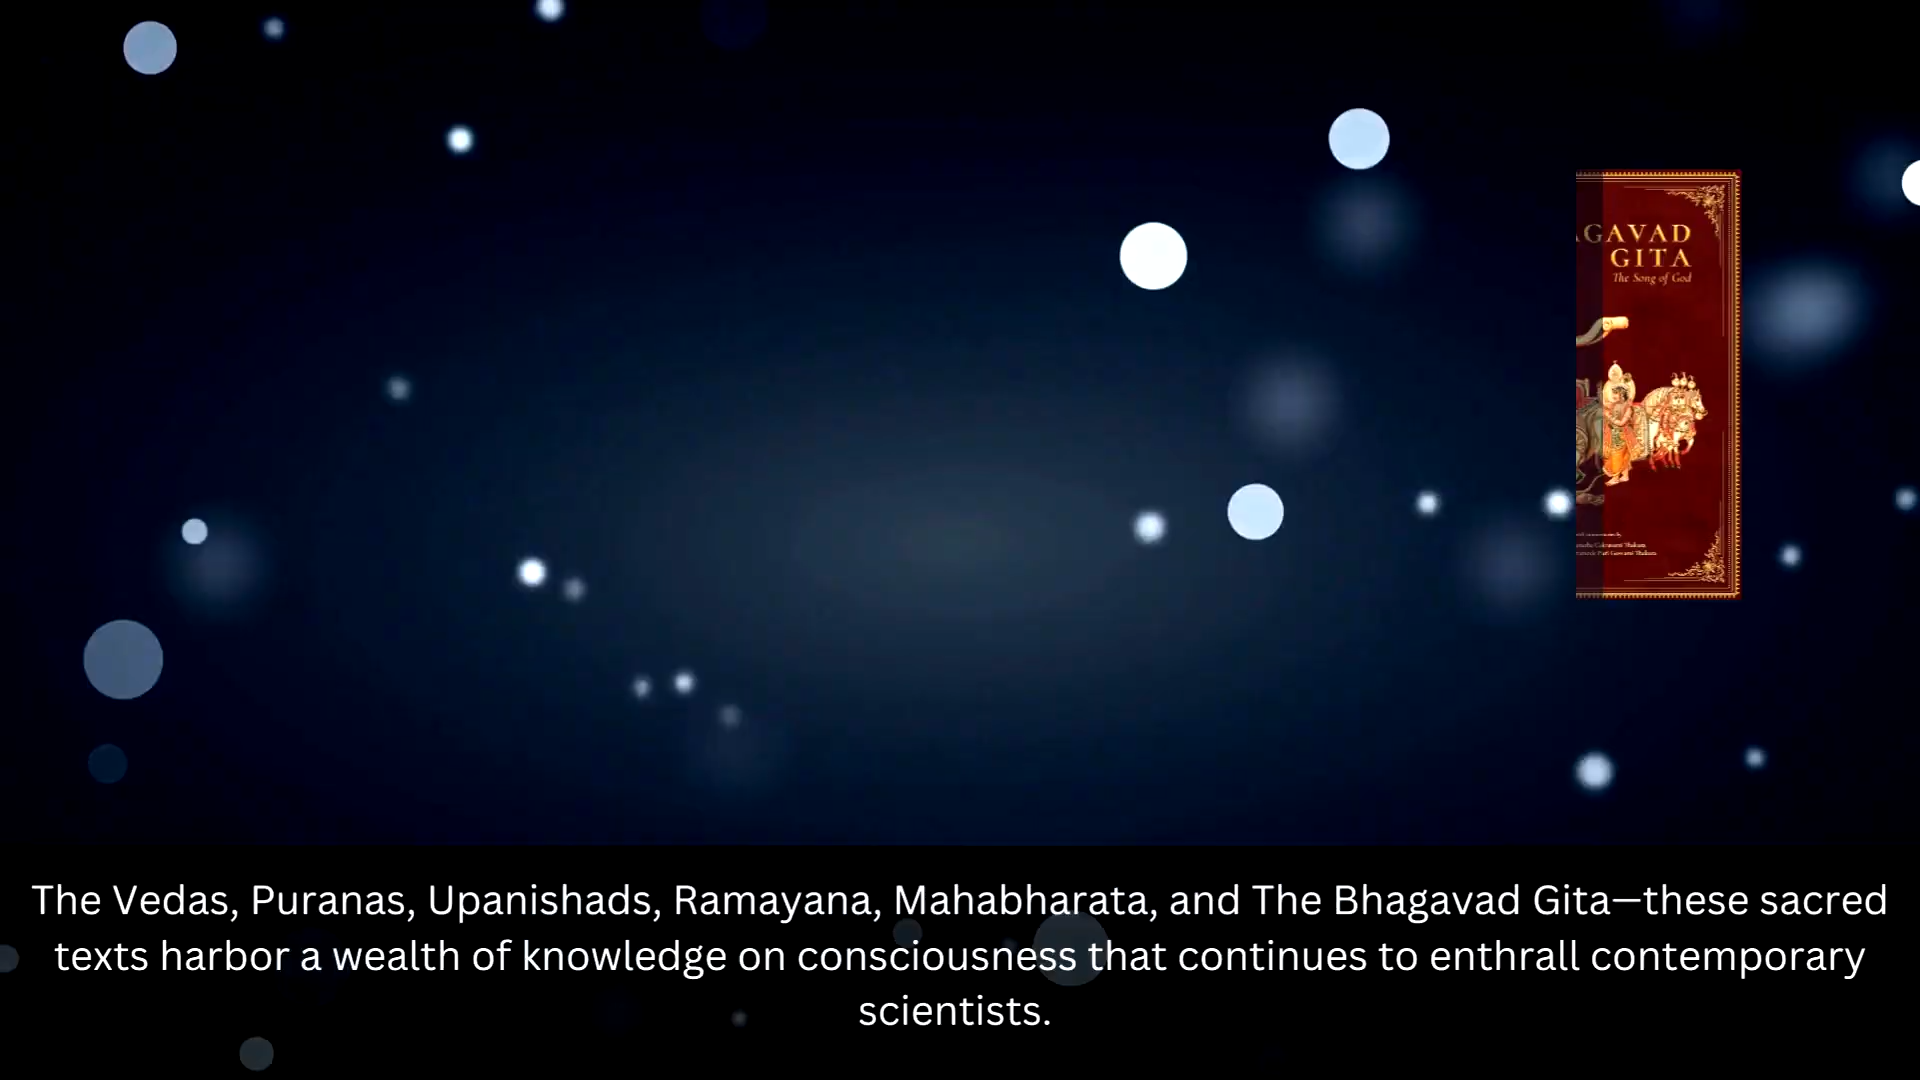 AGAVAD
GITA
The Song of God
The Vedas, Puranas, Upanishads, Ramayana, Mahabharata, and The Bhagavad Gita—these sacred
texts harbor a wealth of knowledge on consciousness that continues to enthrall contemporary
scientists.